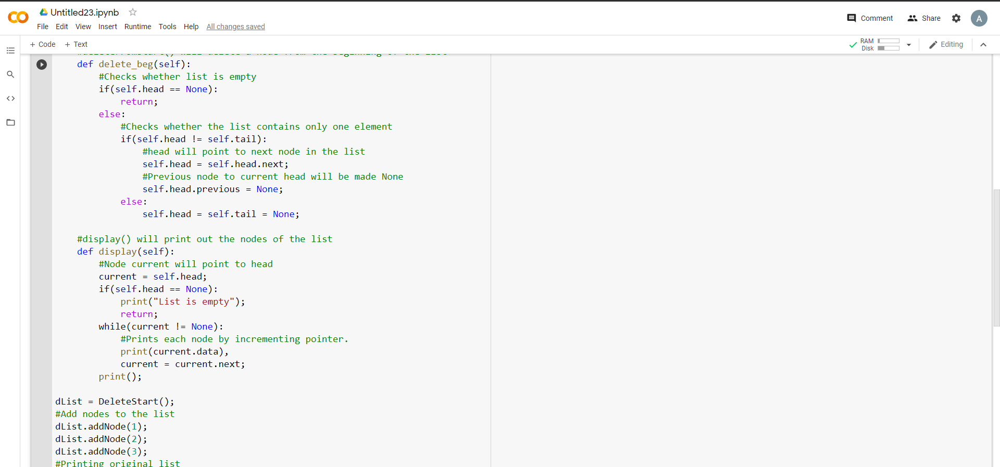 Untitled23.ipynb
File Edit View Insert Runtime Tools Help All changes saved
Comment Share A
+ Code + Text
RAM
Disk
Editing
def delete_beg(self):
#Checks whether list is empty
if(self.head == None):
return;
else:
#Checks whether the list contains only one element
if(self.head != self.tail):
#head will point to next node in the list
self.head = self.head.next;
#Previous node to current head will be made None
self.head.previous = None;
else:
self.head = self.tail = None;
#display() will print out the nodes of the list
def display(self):
#Node current will point to head
current = self.head;
if(self.head == None):
print("List is empty");
return;
while(current != None):
#Prints each node by incrementing pointer.
print(current.data),
current = current.next;
print();
dList = DeleteStart();
#Add nodes to the list
dList.addNode(1);
dList.addNode(2);
dList.addNode(3);
#Printing original list